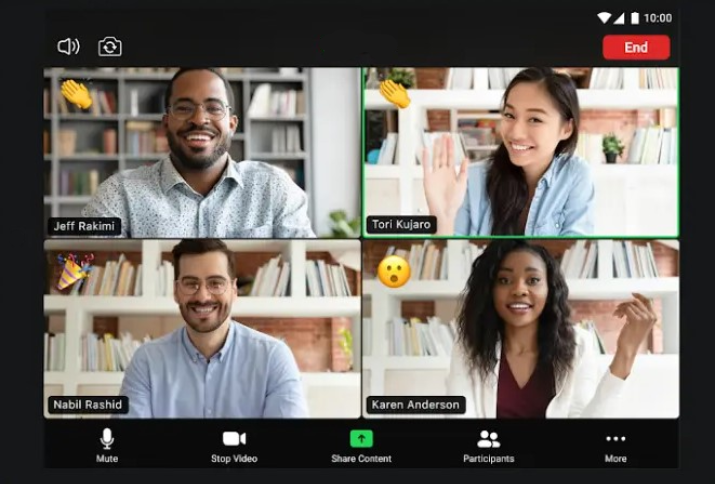 10:00
End
Jeff Rakimi
Tori Kujaro
Nabil Rashid
Karen Anderson
Mute
Stop Video
Share Content
Participants
More